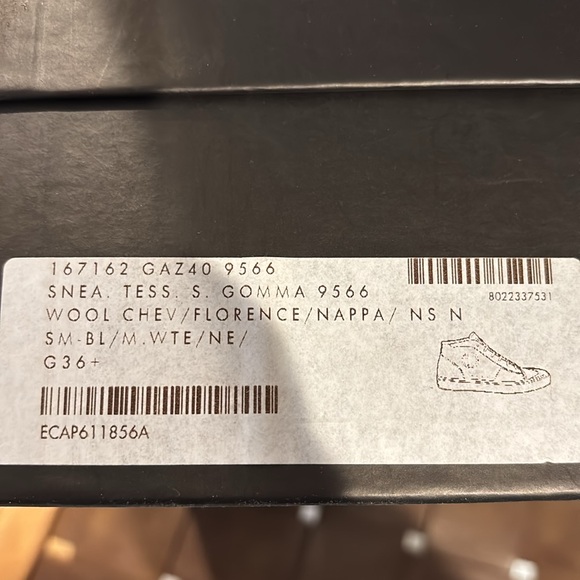 167162 GAZ40 9566
8022337531
SNEA. TESS. S. GOMMA 9566
WOOL CHEV/FLORENCE/NAPPA/ NS N
SM-BL/M.WTE/NE/
G36+
ECAP611856A